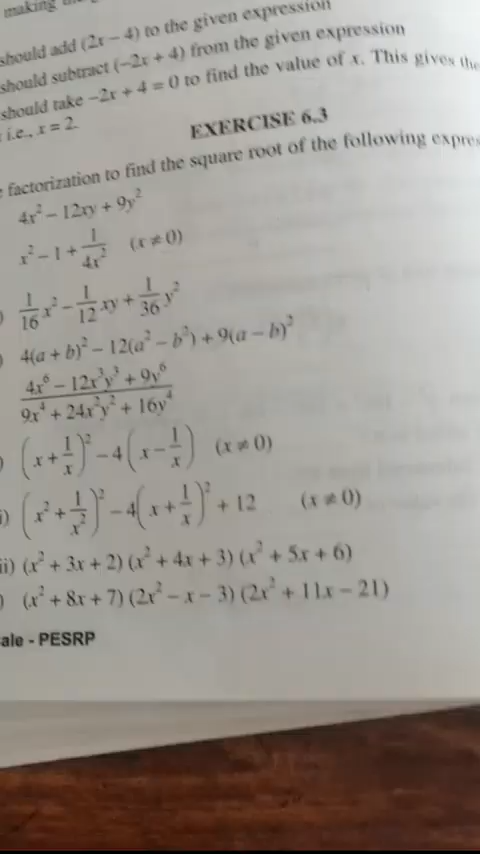 making the
should add (2x − 4) to the given expression
should subtract (−2x + 4) from the given expression
should take −2x + 4 = 0 to find the value of x. This gives the
i.e., x = 2.
EXERCISE 6.3
factorization to find the square root of the following expres
4x² − 12xy + 9y²
x² − 1 + 1/4x² (x ≠ 0)
) 1/16 x² − 1/12 xy + 1/36 y²
) 4(a + b)² − 12(a² − b²) + 9(a − b)²
4x⁶ − 12x³y³ + 9y⁶ / 9x⁴ + 24x²y² + 16y⁴
) (x + 1/x)² − 4(x − 1/x) (x ≠ 0)
i) (x² + 1/x²)² − 4(x + 1/x)² + 12 (x ≠ 0)
ii) (x² + 3x + 2) (x² + 4x + 3) (x² + 5x + 6)
) (x² + 8x + 7) (2x² − x − 3) (2x² + 11x − 21)
ale - PESRP